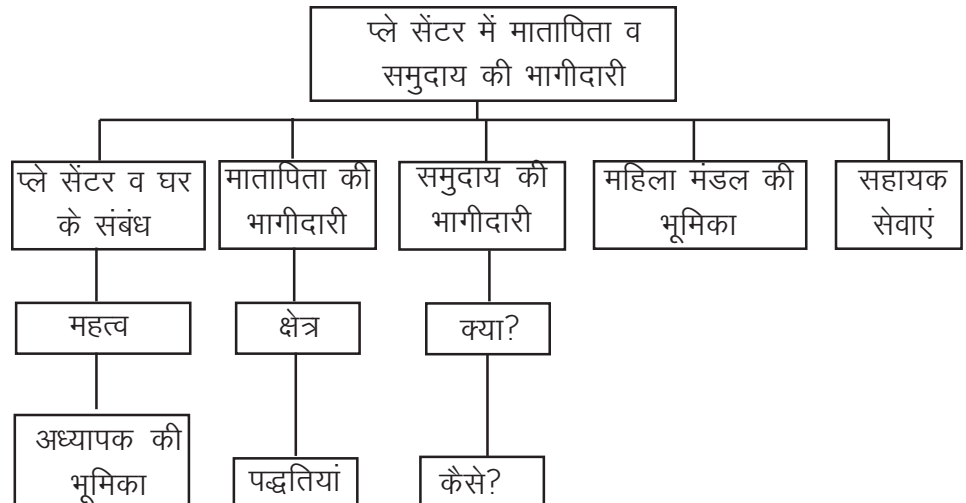 प्ले सेंटर में मातापिता व
समुदाय की भागीदारी
प्ले सेंटर व घर
के संबंध
मातापिता की
भागीदारी
समुदाय की
भागीदारी
महिला मंडल की
भूमिका
सहायक
सेवाएं
महत्व
क्षेत्र
क्या?
अध्यापक की
भूमिका
पद्धतियां
कैसे?